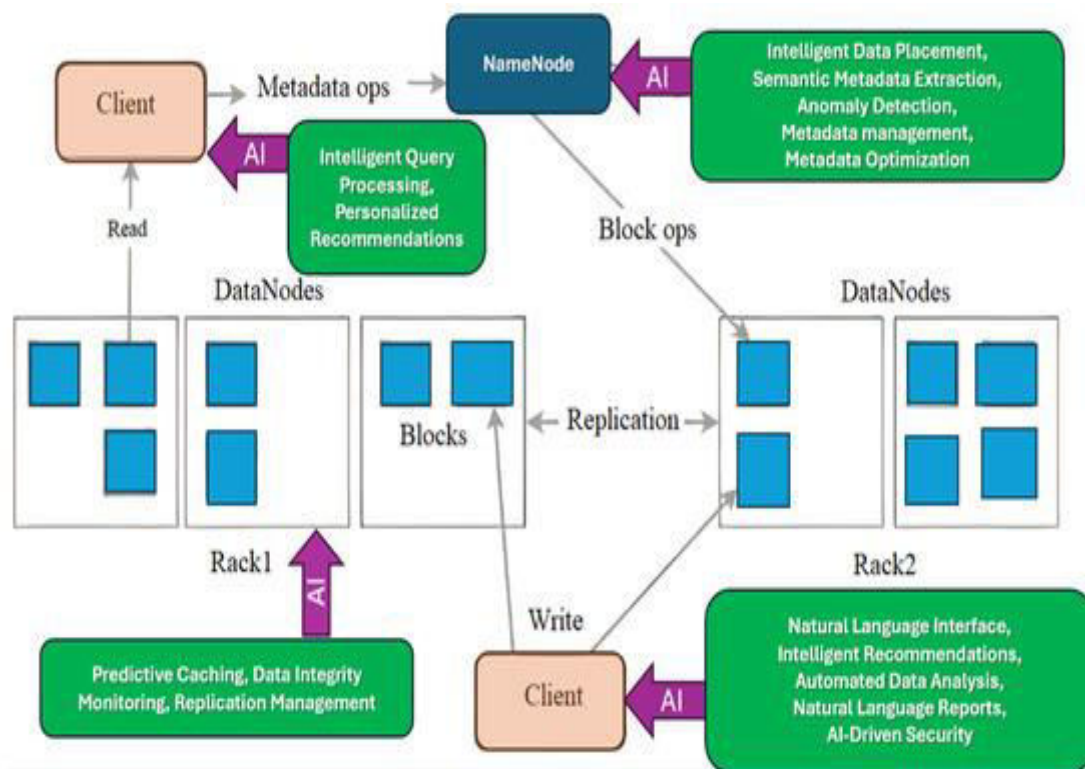 NameNode
AI
Intelligent Data Placement,
Semantic Metadata Extraction,
Anomaly Detection,
Metadata management,
Metadata Optimization
Client
Metadata ops
AI
Intelligent Query
Processing,
Personalized
Recommendations
Read
Block ops
DataNodes
DataNodes
Blocks
Replication
Rack1
Rack2
AI
Predictive Caching, Data Integrity
Monitoring, Replication Management
Write
Client
AI
Natural Language Interface,
Intelligent Recommendations,
Automated Data Analysis,
Natural Language Reports,
AI-Driven Security